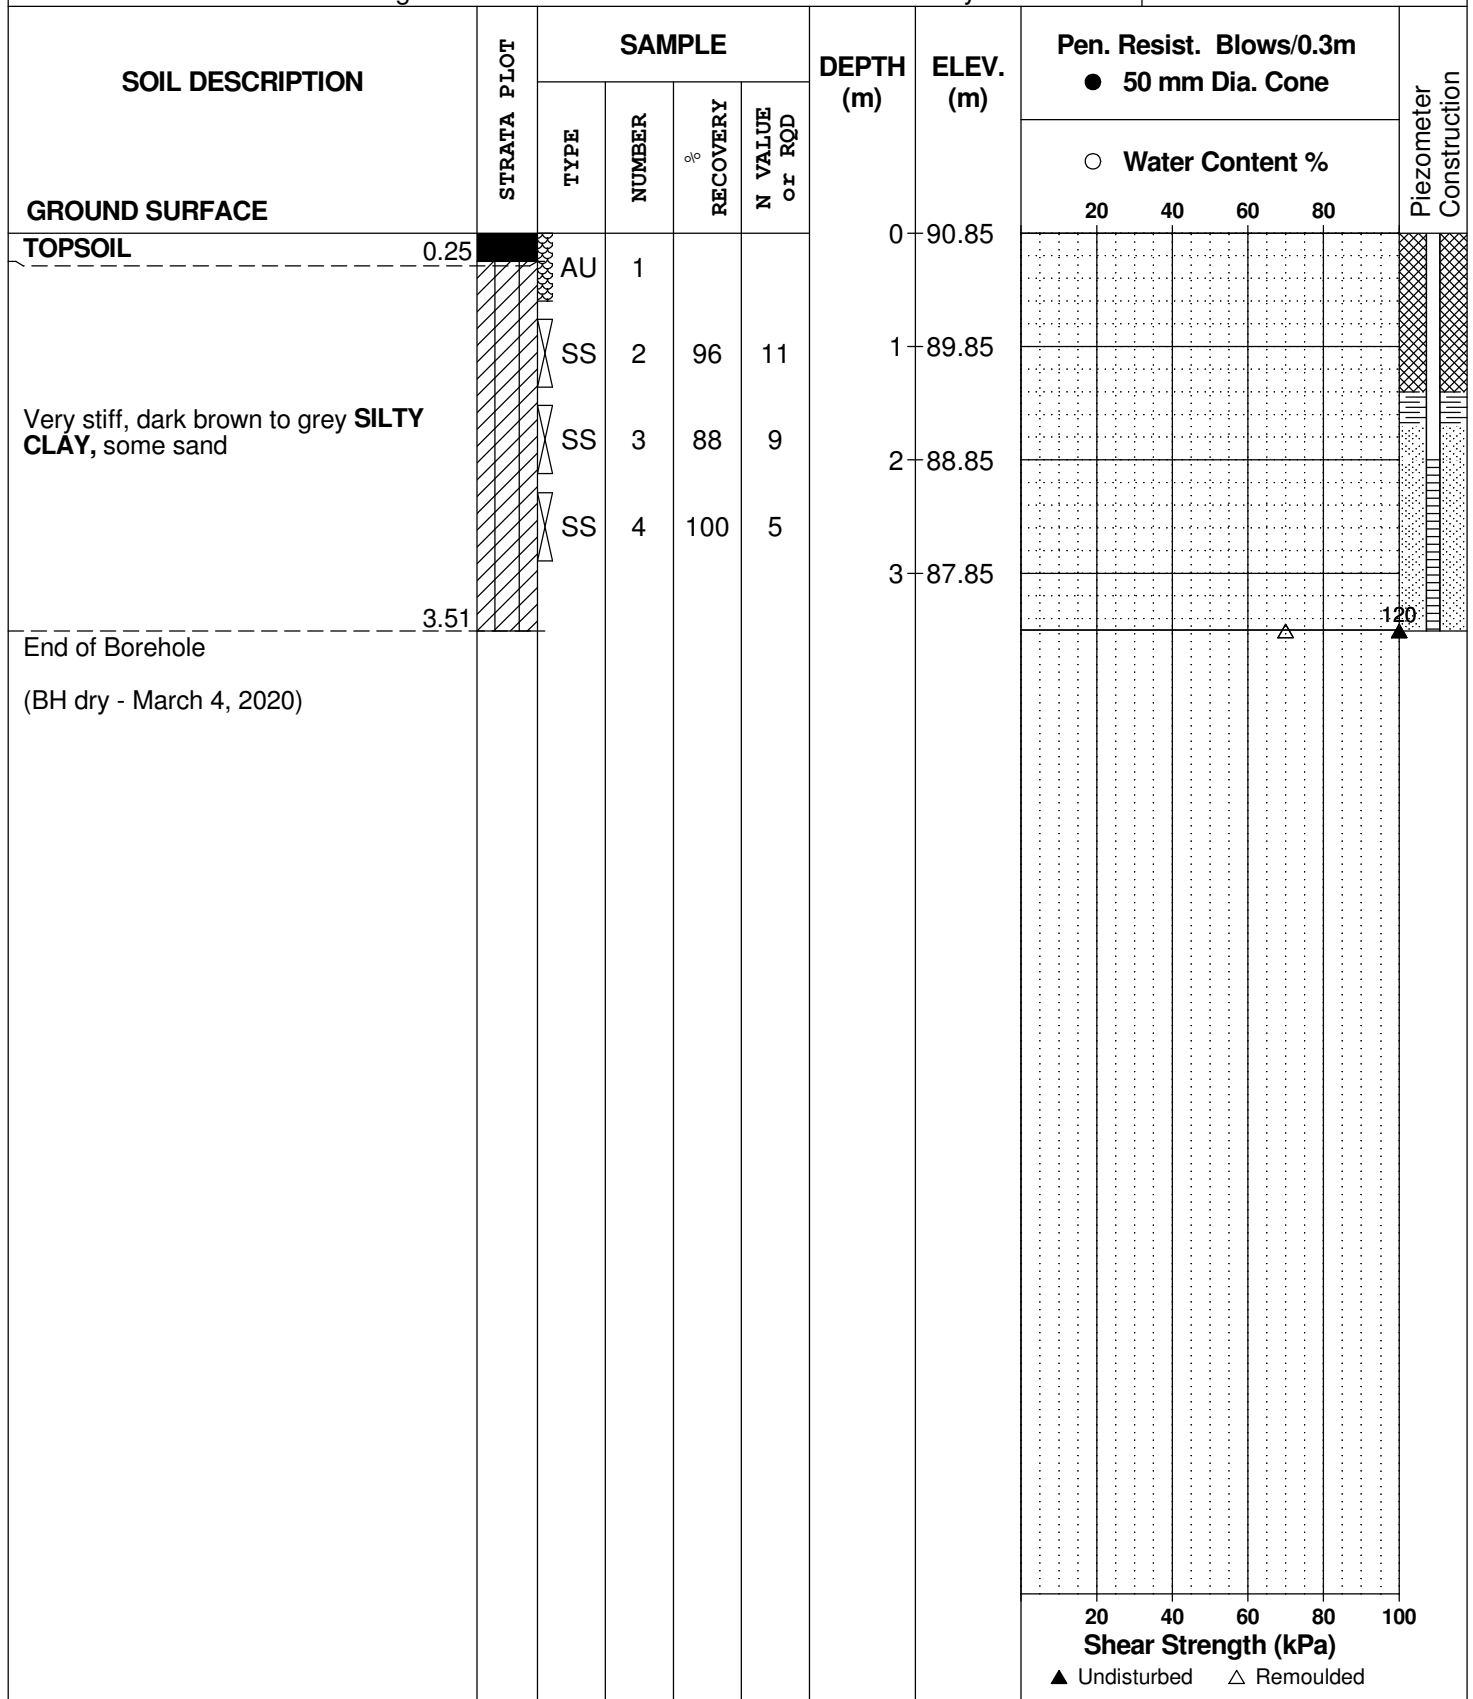 SOIL DESCRIPTION
GROUND SURFACE
STRATA PLOT
SAMPLE
TYPE
NUMBER
%
RECOVERY
N VALUE
or RQD
DEPTH
(m)
ELEV.
(m)
Pen. Resist. Blows/0.3m
● 50 mm Dia. Cone
○ Water Content %
20 40 60 80
Piezometer
Construction
0 90.85
TOPSOIL 0.25
AU 1
SS 2 96 11
1 89.85
Very stiff, dark brown to grey SILTY
CLAY, some sand
SS 3 88 9
2 88.85
SS 4 100 5
3 87.85
3.51
120
End of Borehole
(BH dry - March 4, 2020)
20 40 60 80 100
Shear Strength (kPa)
▲ Undisturbed △ Remoulded